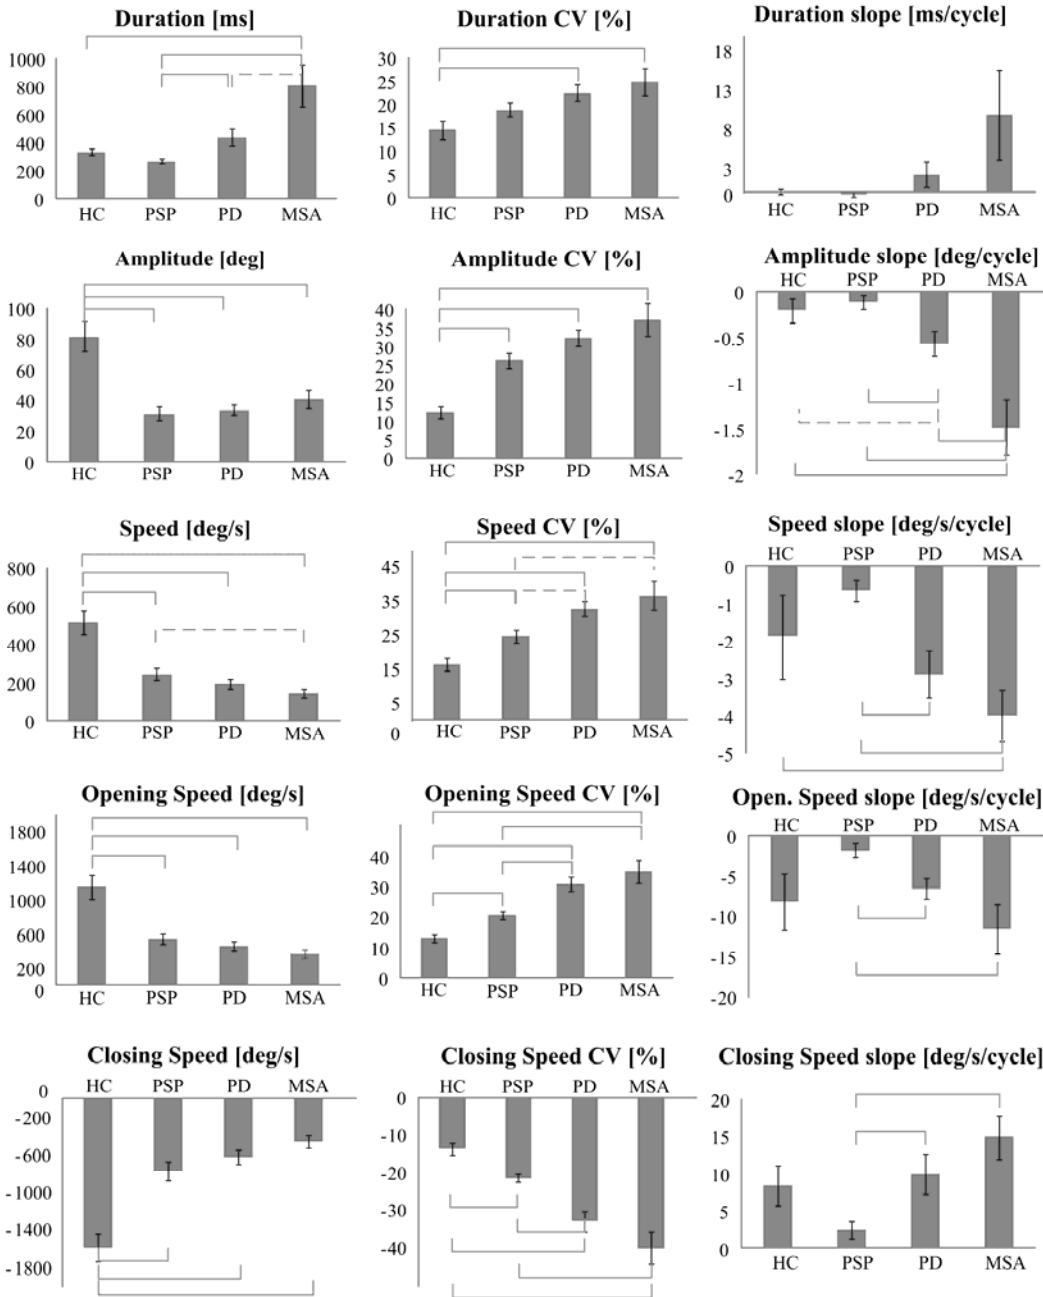 Duration [ms]
1000
800
600
400
200
0
HC PSP PD MSA
Duration CV [%]
30
25
20
15
10
5
0
HC PSP PD MSA
Duration slope [ms/cycle]
18
13
8
3
0
HC PSP PD MSA
Amplitude [deg]
100
80
60
40
20
0
HC PSP PD MSA
Amplitude CV [%]
40
35
30
25
20
15
10
5
0
HC PSP PD MSA
Amplitude slope [deg/cycle]
HC PSP PD MSA
0
-0.5
-1
-1.5
-2
Speed [deg/s]
800
600
400
200
0
HC PSP PD MSA
Speed CV [%]
45
35
25
15
5
0
HC PSP PD MSA
Speed slope [deg/s/cycle]
HC PSP PD MSA
0
-1
-2
-3
-4
-5
Opening Speed [deg/s]
1800
1400
1000
600
200
0
HC PSP PD MSA
Opening Speed CV [%]
40
30
20
10
0
HC PSP PD MSA
Open. Speed slope [deg/s/cycle]
HC PSP PD MSA
0
-5
-10
-15
-20
Closing Speed [deg/s]
HC PSP PD MSA
0
-200
-600
-1000
-1400
-1800
Closing Speed CV [%]
HC PSP PD MSA
0
-10
-20
-30
-40
Closing Speed slope [deg/s/cycle]
20
15
10
5
0
HC PSP PD MSA